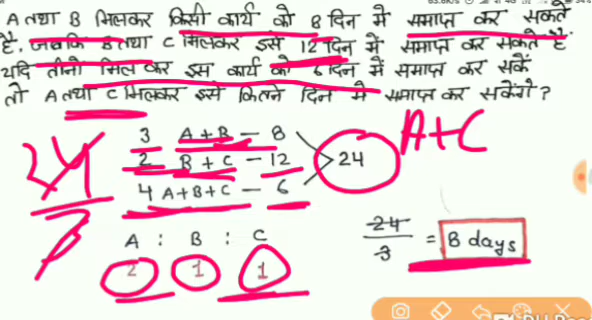 A तथा B मिलकर किसी कार्य को 8 दिन में समाप्त कर सकते
है. जबकि B तथा C मिलकर इसे 12 दिन में समाप्त कर सकते है.
यदि तीनो मिल कर इस कार्य को 6 दिन में समाप्त कर सकें
तो A तथा C मिलकर इसे कितने दिन मे समाप्त कर सकेंगे ?
3 A+B - 8
2 B+C - 12
4 A+B+C - 6
24
A+C
24
A : B : C
2 1 1
24
3
= 8 days